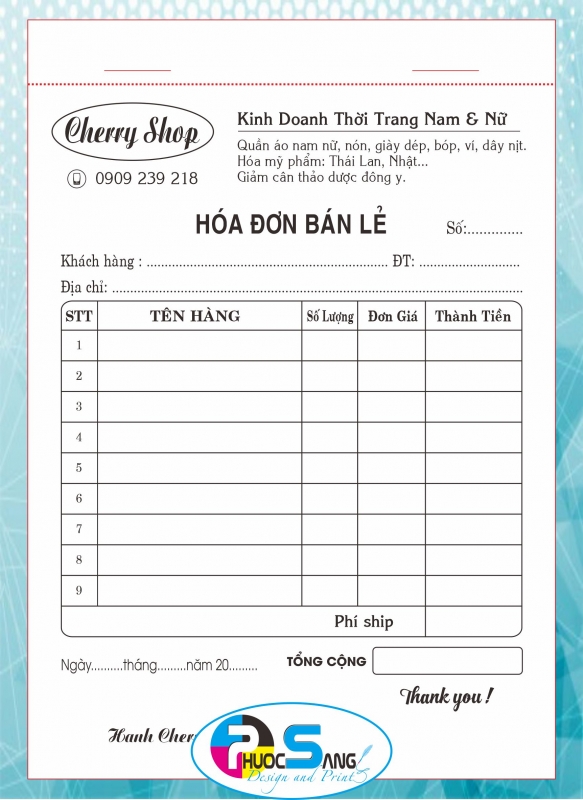 Cherry Shop
0909 239 218
Kinh Doanh Thời Trang Nam & Nữ
Quần áo nam nữ, nón, giày dép, bóp, ví, dây nịt.
Hóa mỹ phẩm: Thái Lan, Nhật...
Giảm cân thảo dược đông y.
HÓA ĐƠN BÁN LẺ
Số:..............
Khách hàng : ................................................................... ĐT: ............................
Địa chỉ: ..................................................................................................................
STT TÊN HÀNG Số Lượng Đơn Giá Thành Tiền
1
2
3
4
5
6
7
8
9
Phí ship
Ngày..........tháng.........năm 20.........
TỔNG CỘNG
Thank you !
Hanh
PHUOC SANG
Design and Print